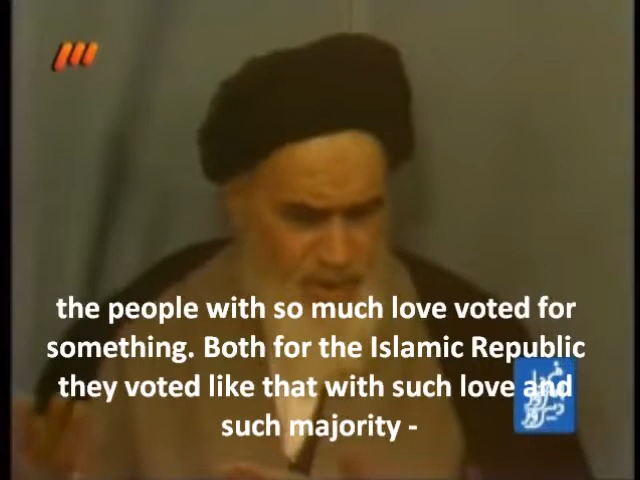 the people with so much love voted for
something. Both for the Islamic Republic
they voted like that with such love and
such majority -